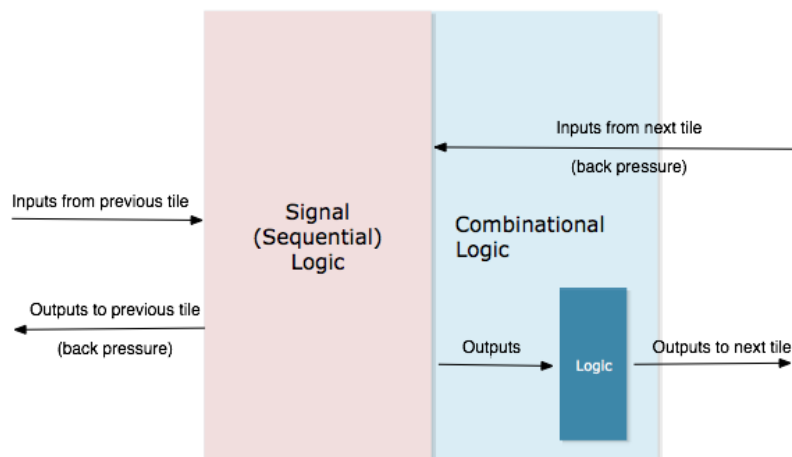 Inputs from next tile
(back pressure)
Inputs from previous tile
Signal
(Sequential)
Logic
Combinational
Logic
Outputs to previous tile
(back pressure)
Outputs
Logic
Outputs to next tile